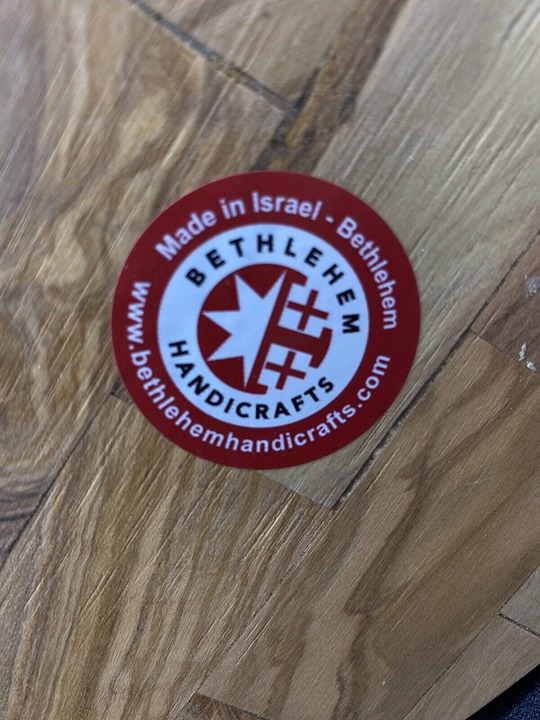 Made in Israel - Bethlehem
BETHLEHEM
HANDICRAFTS
www.bethlehemhandicrafts.com